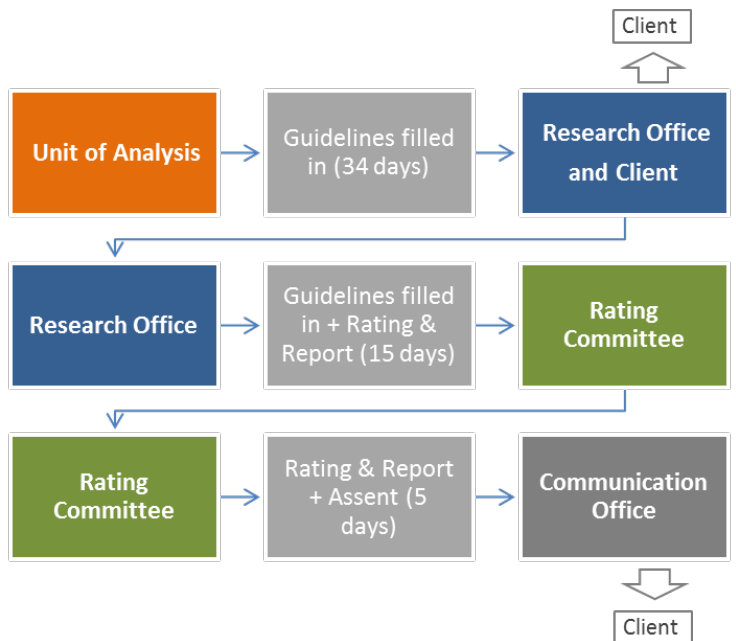 Client
Unit of Analysis
Guidelines filled
in (34 days)
Research Office
and Client
Research Office
Guidelines filled
in + Rating &
Report (15 days)
Rating
Committee
Rating
Committee
Rating & Report
+ Assent (5
days)
Communication
Office
Client